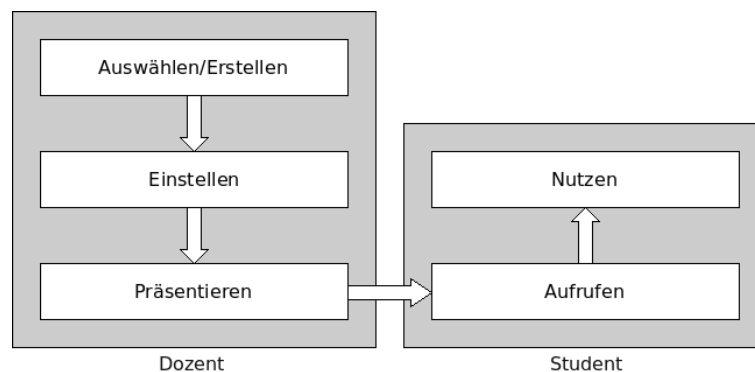 Auswählen/Erstellen
Einstellen
Präsentieren
Dozent
Nutzen
Aufrufen
Student